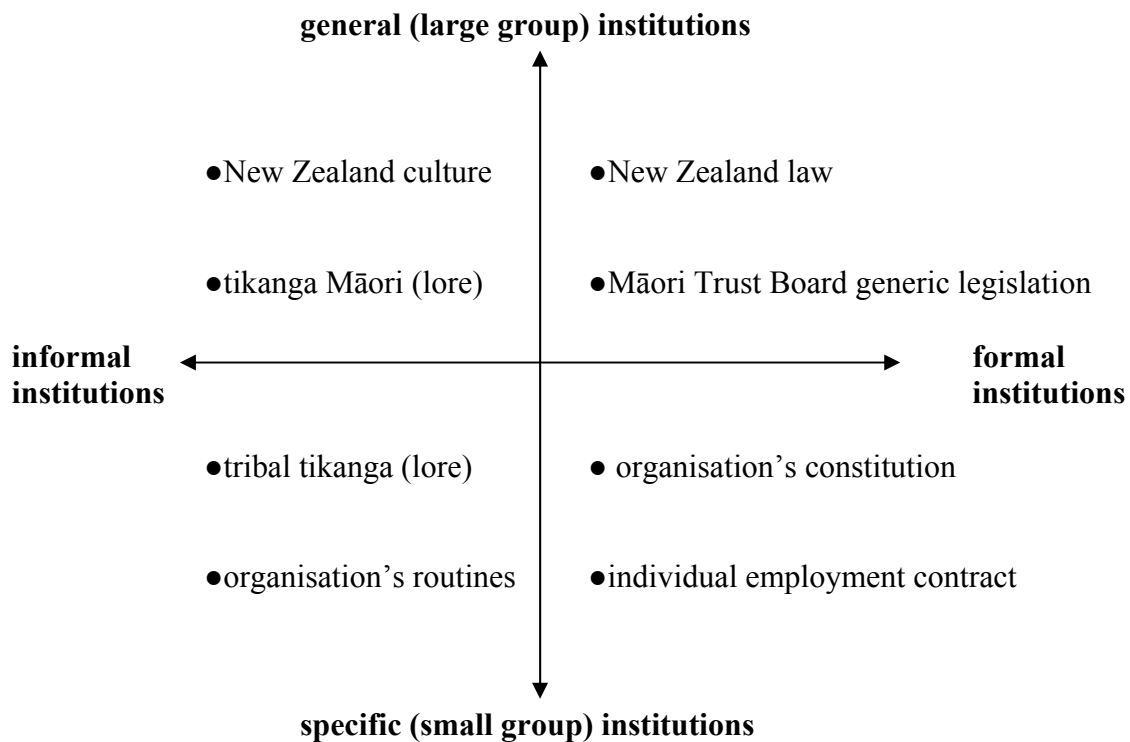 general (large group) institutions
●New Zealand culture
●New Zealand law
●tikanga Māori (lore)
●Māori Trust Board generic legislation
informal
institutions
formal
institutions
●tribal tikanga (lore)
● organisation’s constitution
●organisation’s routines
●individual employment contract
specific (small group) institutions